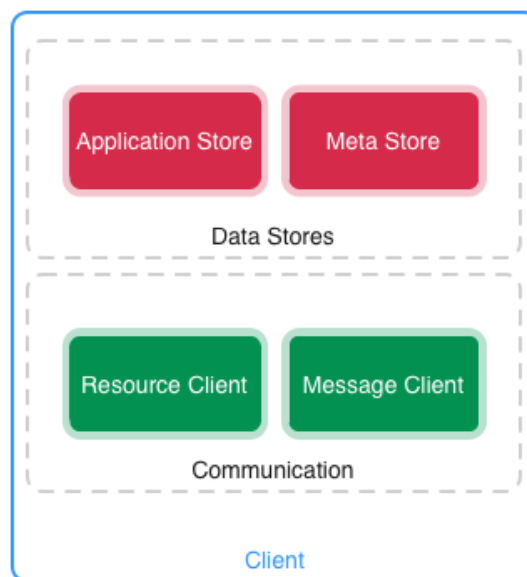 Application Store
Meta Store
Data Stores
Resource Client
Message Client
Communication
Client